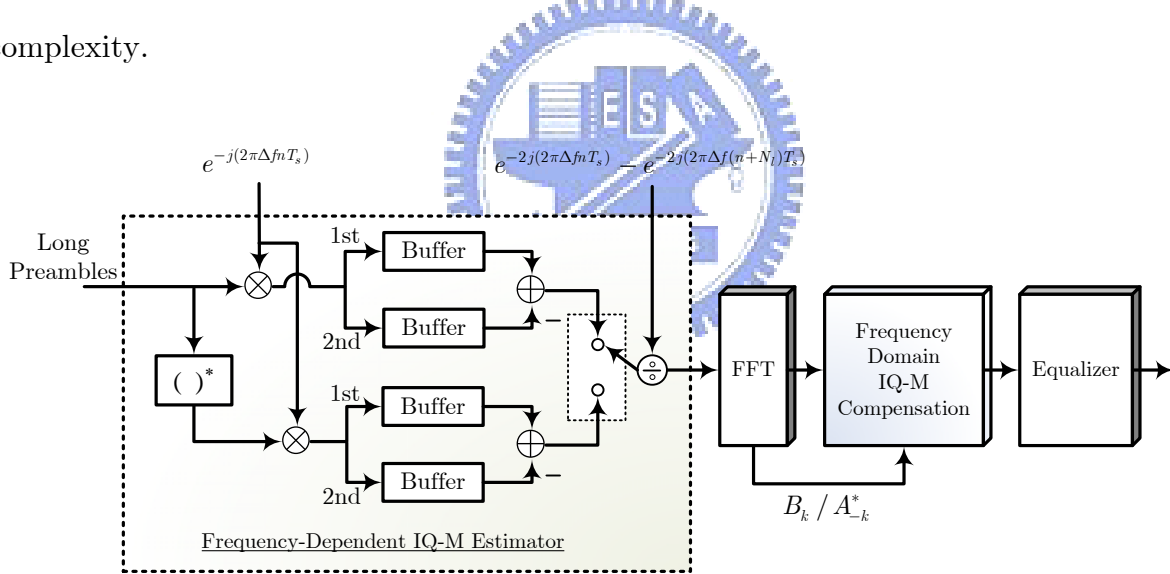 complexity.
e^{-j(2πΔfnT_s)}
e^{-2j(2πΔfnT_s)} − e^{-2j(2πΔf(n+N_l)T_s)}
E S A
Long
Preambles
1st
Buffer
2nd
Buffer
−
( )*
1st
Buffer
2nd
Buffer
−
÷
FFT
Frequency
Domain
IQ-M
Compensation
Equalizer
B_k / A^*_{-k}
Frequency-Dependent IQ-M Estimator